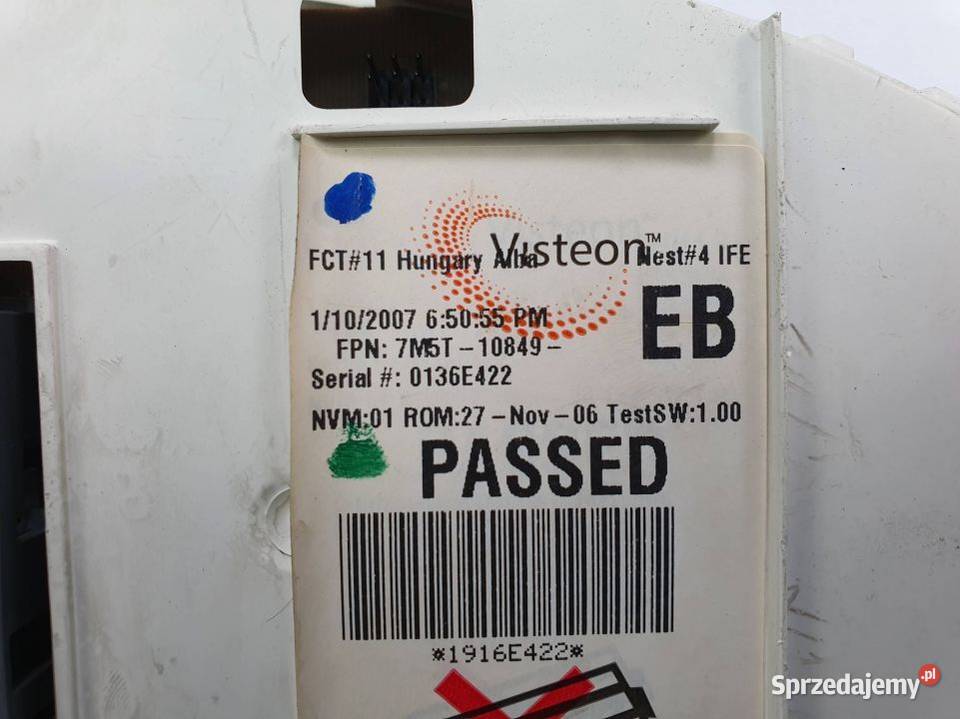 Visteon™
FCT#11 Hungary Alba Nest#4 IFE
1/10/2007 6:50:55 PM
EB
FPN: 7M5T-10849-
Serial #: 0136E422
NVM:01 ROM:27-Nov-06 TestSW:1.00
PASSED
*1916E422*
Sprzedajemy.pl